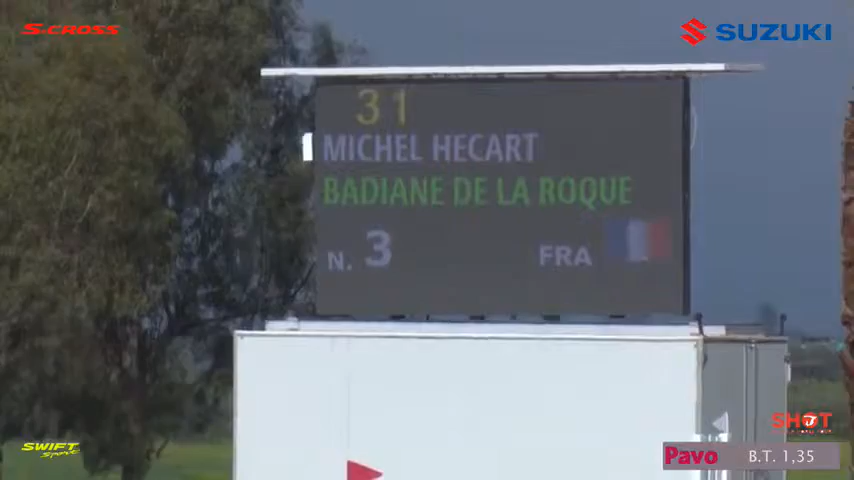 S-CROSS
SUZUKI
31
MICHEL HECART
BADIANE DE LA ROQUE
N. 3 FRA
SWIFT
Sport
SHOT
Pavo B.T. 1,35